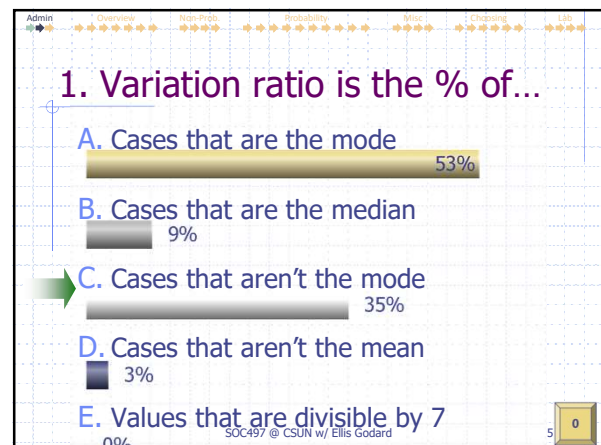 Admin Overview Non-Prob. Probability Misc. Choosing Lab
1. Variation ratio is the % of…
A. Cases that are the mode
53%
B. Cases that are the median
9%
C. Cases that aren’t the mode
35%
D. Cases that aren’t the mean
3%
E. Values that are divisible by 7
0%
SOC497 @ CSUN w/ Ellis Godard
5
0